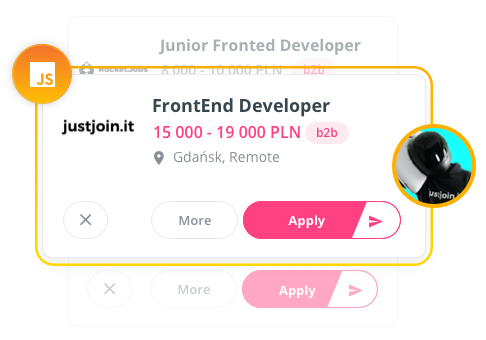 Junior Fronted Developer
RocketJobs
8 000 - 10 000 PLN b2b
JS
FrontEnd Developer
justjoin.it
15 000 - 19 000 PLN b2b
Gdańsk, Remote
justjoin.it
More
Apply
More
Apply